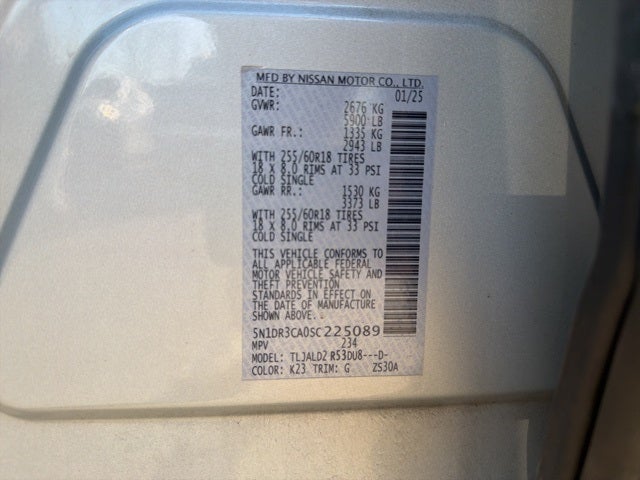 MFD BY NISSAN MOTOR CO., LTD.
DATE: 01/25
GVWR: 2676 KG
5900 LB
GAWR FR.: 1335 KG
2943 LB
WITH 255/60R18 TIRES
18 X 8.0 RIMS AT 33 PSI
COLD SINGLE
GAWR RR.: 1530 KG
3373 LB
WITH 255/60R18 TIRES
18 X 8.0 RIMS AT 33 PSI
COLD SINGLE
THIS VEHICLE CONFORMS TO
ALL APPLICABLE FEDERAL
MOTOR VEHICLE SAFETY AND
THEFT PREVENTION
STANDARDS IN EFFECT ON
THE DATE OF MANUFACTURE
SHOWN ABOVE.
5N1DR3CA0SC225089
MPV 234
MODEL: TLJALD2 R53DU8---D-
COLOR: K23 TRIM: G ZS30A